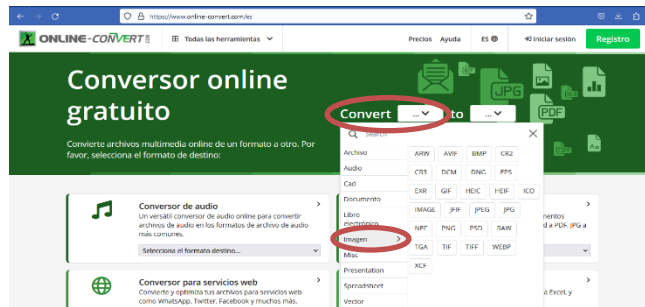 https://www.online-convert.com/es
ONLINE-CONVERT
Todas las herramientas
Precios Ayuda ES Iniciar sesión Registro
Conversor online
gratuito
Convierte archivos multimedia online de un formato a otro. Por
favor, selecciona el formato de destino:
JPG
PDF
Aa
Convert ... to ...
Search
Archivo
Audio
Cad
Documento
Libro
electrónico
Imagen
Misc
Presentation
Spreadsheet
Vector
ARW AVIF BMP CR2
CR3 DCM DNG EPS
EXR GIF HEIC HEIF ICO
IMAGE JFIF JPEG JPG
NEF PNG PSD RAW
TGA TIF TIFF WEBP
XCF
Conversor de audio
Un versátil conversor de audio online para convertir
archivos de audio en los formatos de archivo de audio
más comunes.
Selecciona el formato destino...
Conversor para servicios web
Convierte y optimiza tus archivos para servicios web
como WhatsApp, Twitter, Facebook y muchos más.
d a PDF, JPG a
a Excel, y